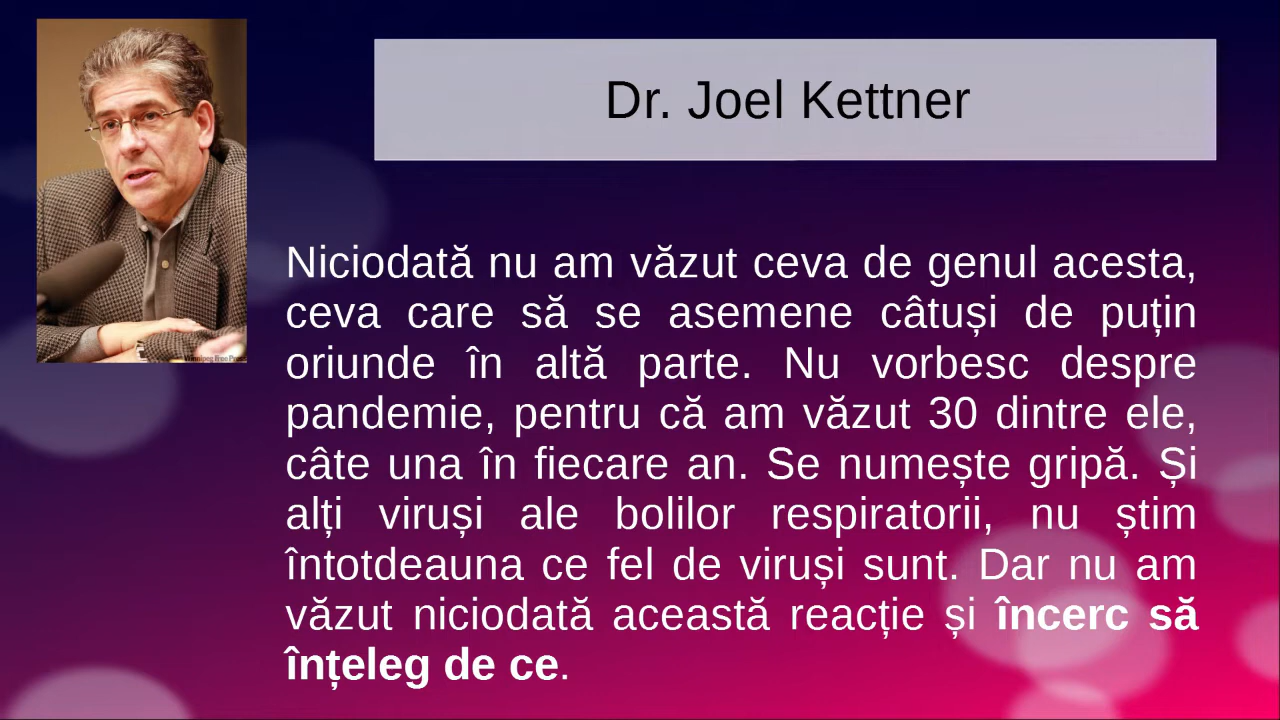 Dr. Joel Kettner
Niciodată nu am văzut ceva de genul acesta,
ceva care să se asemene câtuși de puțin
oriunde în altă parte. Nu vorbesc despre
pandemie, pentru că am văzut 30 dintre ele,
câte una în fiecare an. Se numește gripă. Și
alți viruși ale bolilor respiratorii, nu știm
întotdeauna ce fel de viruși sunt. Dar nu am
văzut niciodată această reacție și încerc să
înțeleg de ce.
Winnipeg Free Press